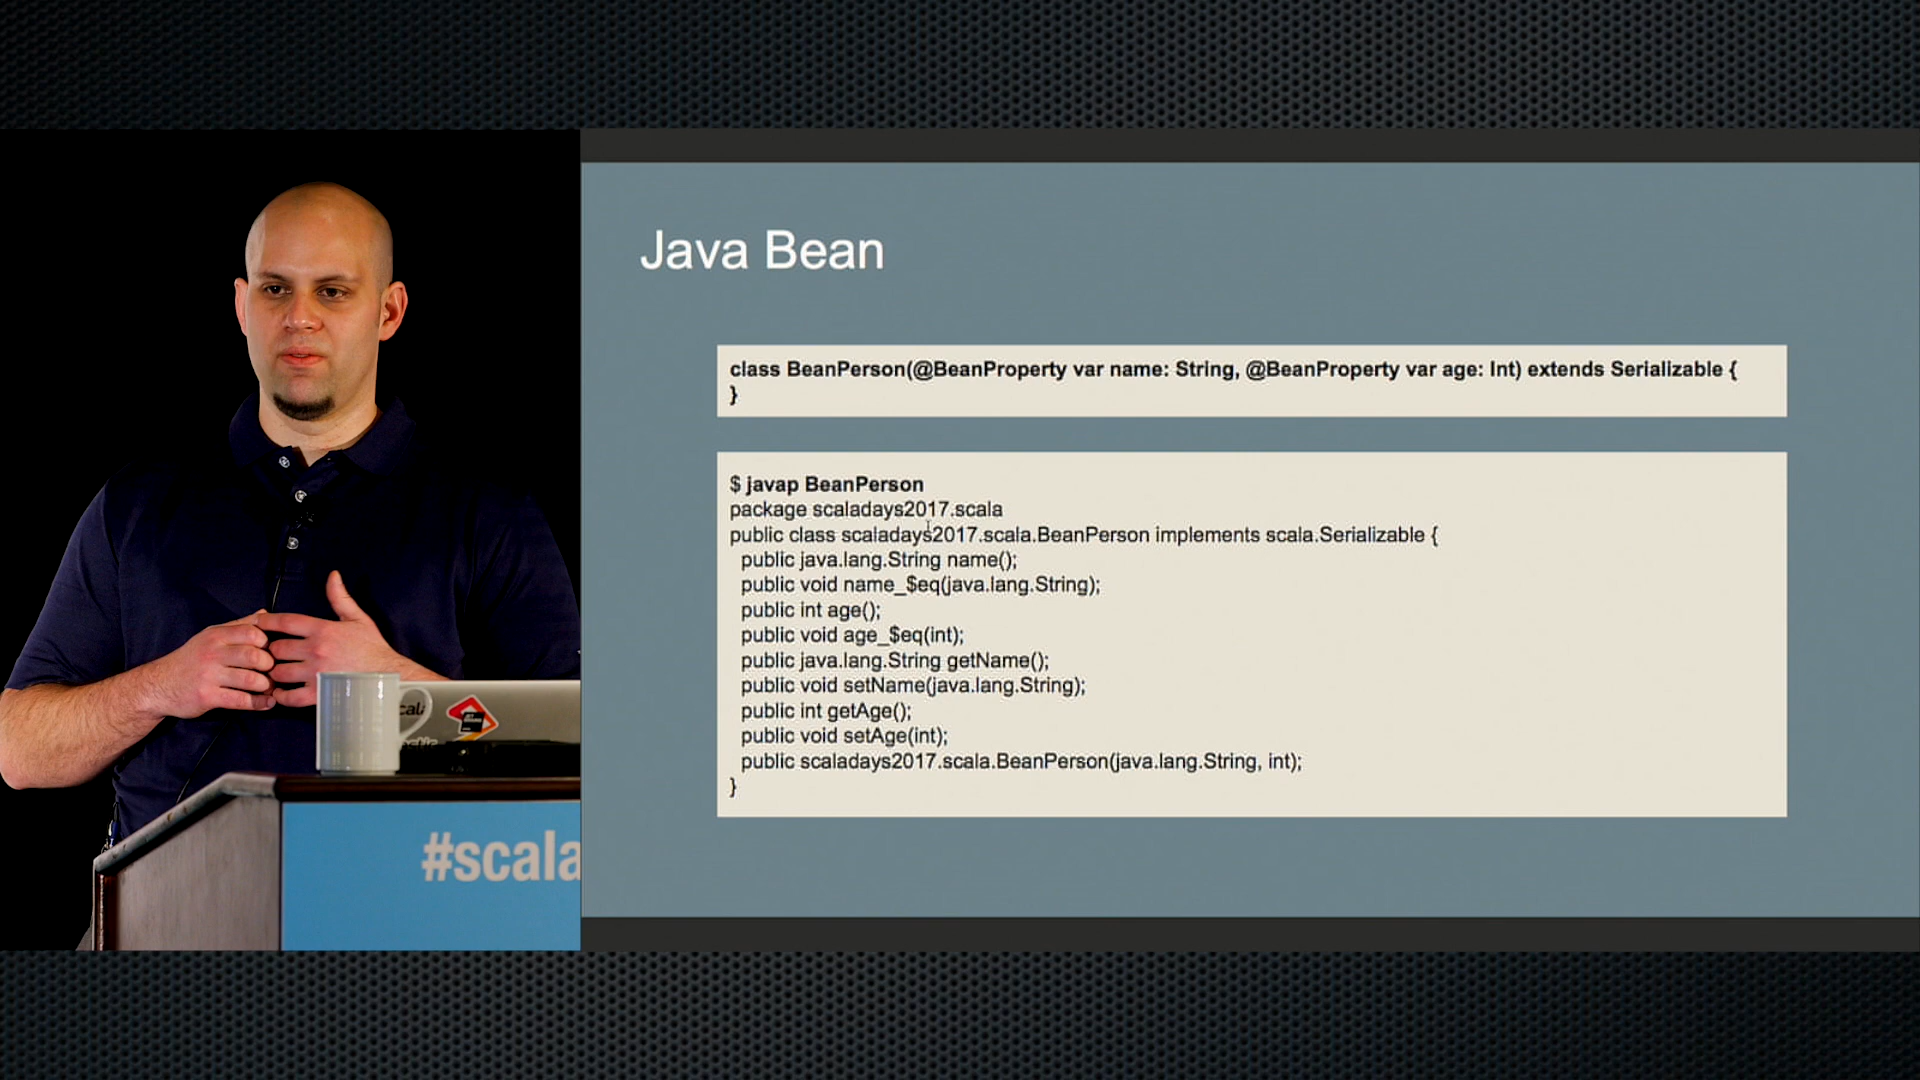 Java Bean
class BeanPerson(@BeanProperty var name: String, @BeanProperty var age: Int) extends Serializable {
}
$ javap BeanPerson
package scaladays2017.scala
public class scaladays2017.scala.BeanPerson implements scala.Serializable {
public java.lang.String name();
public void name_$eq(java.lang.String);
public int age();
public void age_$eq(int);
public java.lang.String getName();
public void setName(java.lang.String);
public int getAge();
public void setAge(int);
public scaladays2017.scala.BeanPerson(java.lang.String, int);
}
#scala